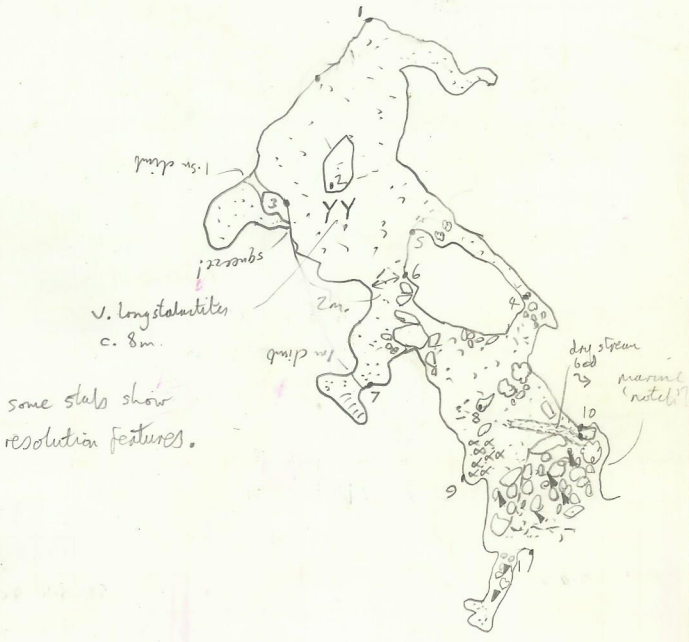 1
1.5m climb
2
3
YY
5
squeeze!
6
2m.
4
v. long stalactites
c. 8m.
dry stream
bed
marine
'notch'?
1m climb
7
some stals show
resolution features.
8
10
9
11